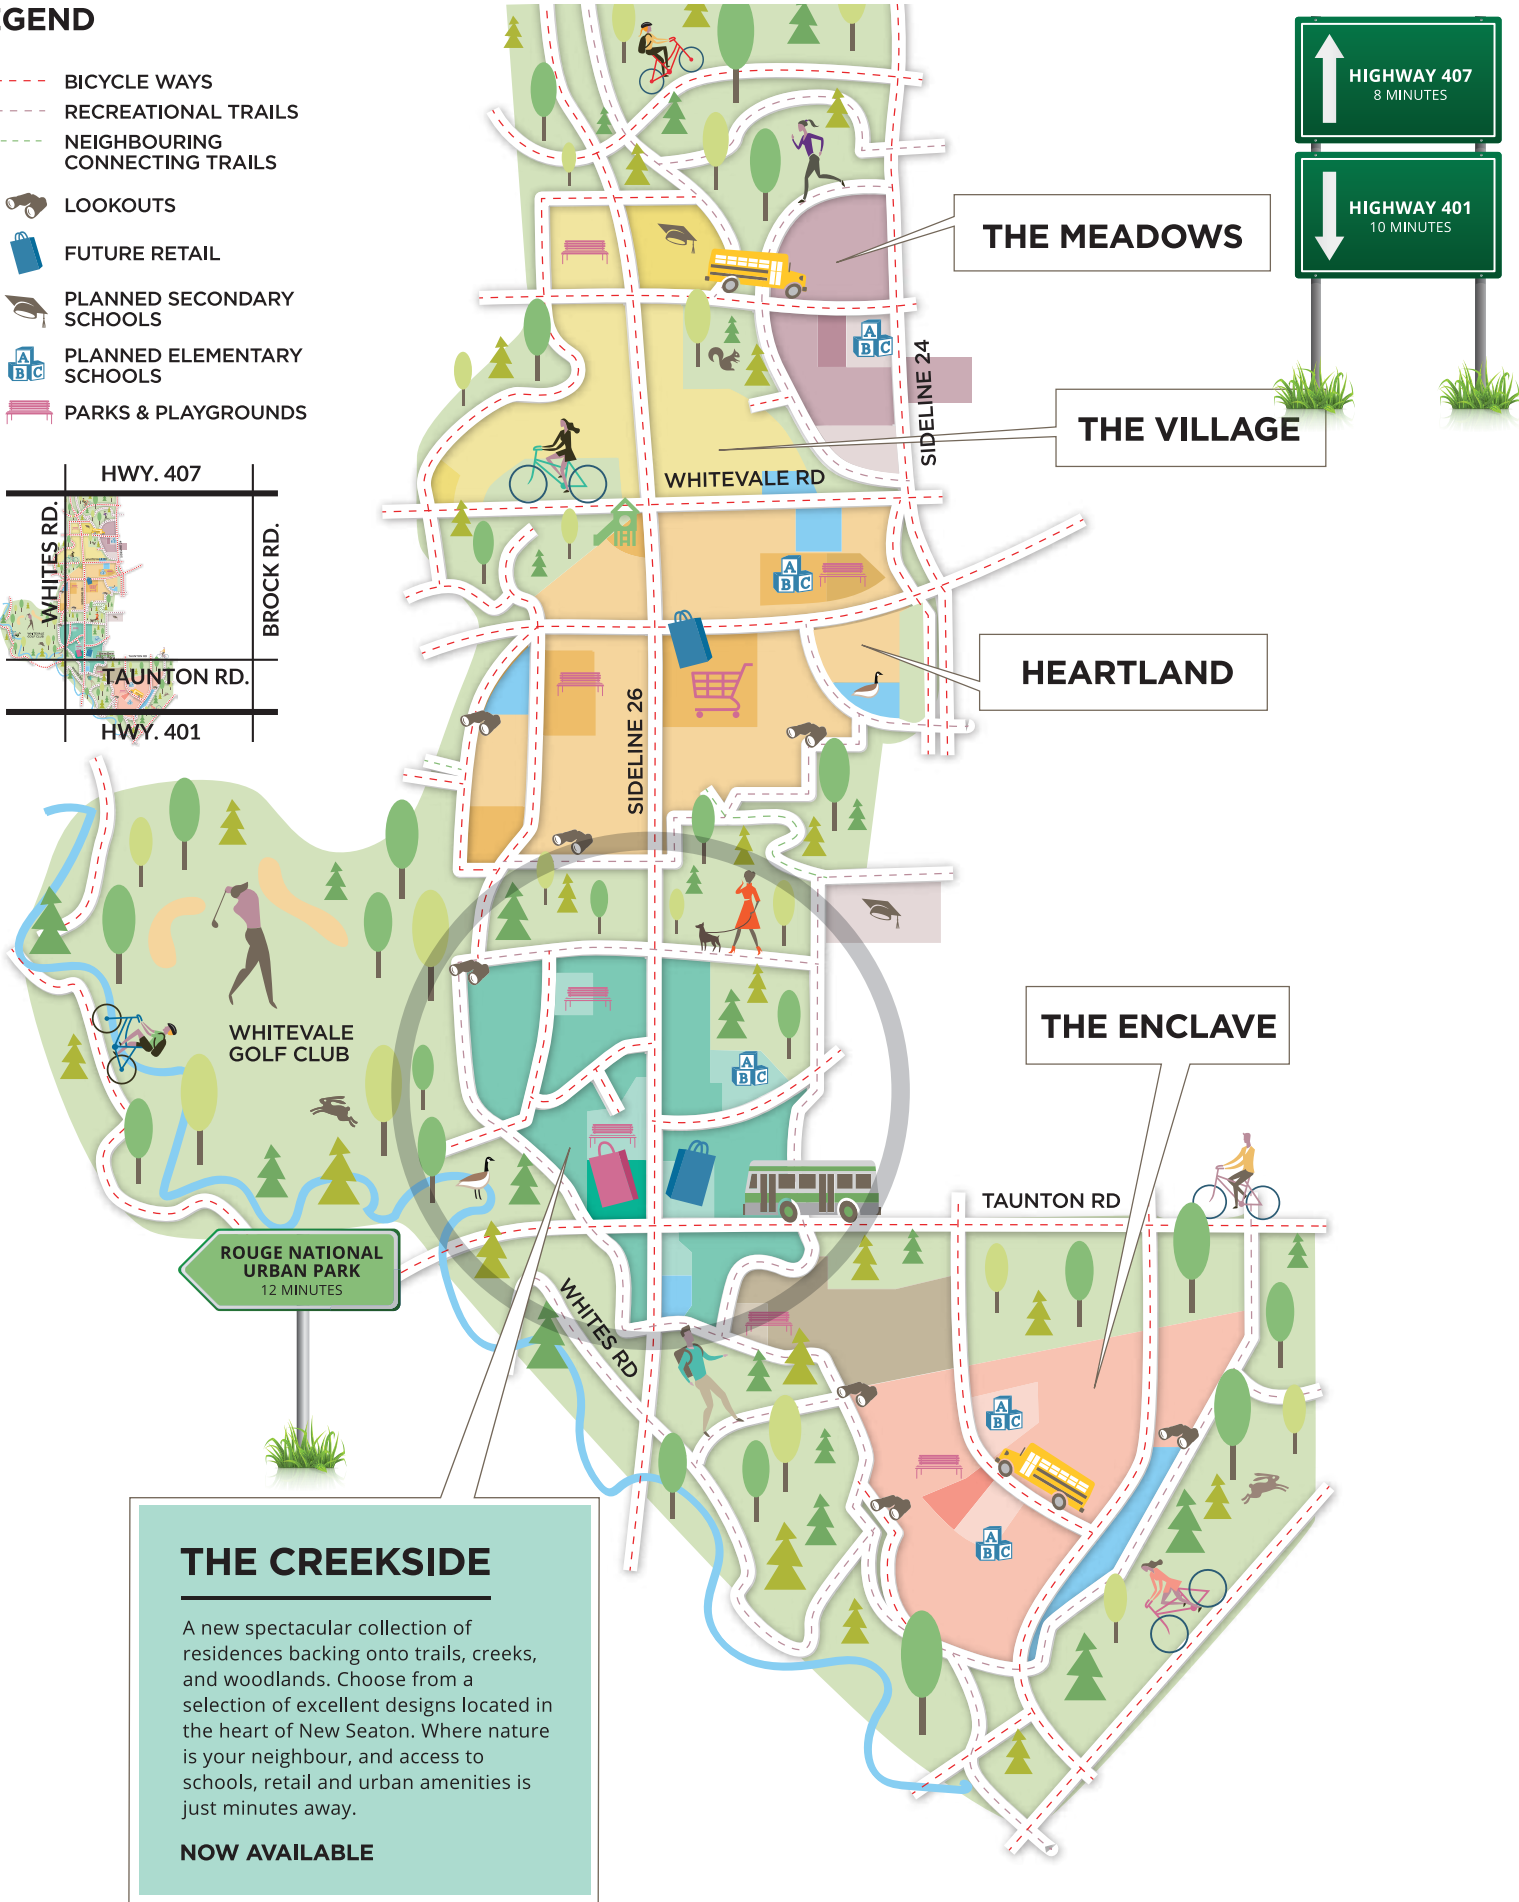 EGEND
BICYCLE WAYS
RECREATIONAL TRAILS
NEIGHBOURING
CONNECTING TRAILS
LOOKOUTS
FUTURE RETAIL
PLANNED SECONDARY
SCHOOLS
A
B C
PLANNED ELEMENTARY
SCHOOLS
PARKS & PLAYGROUNDS
HWY. 407
WHITES RD.
BROCK RD.
TAUNTON RD.
HWY. 401
HIGHWAY 407
8 MINUTES
HIGHWAY 401
10 MINUTES
THE MEADOWS
A
B C
SIDELINE 24
THE VILLAGE
WHITEVALE RD
A
B C
HEARTLAND
SIDELINE 26
WHITEVALE
GOLF CLUB
THE ENCLAVE
A
B C
TAUNTON RD
ROUGE NATIONAL
URBAN PARK
12 MINUTES
WHITES RD
A
B C
A
B C
THE CREEKSIDE
A new spectacular collection of
residences backing onto trails, creeks,
and woodlands. Choose from a
selection of excellent designs located in
the heart of New Seaton. Where nature
is your neighbour, and access to
schools, retail and urban amenities is
just minutes away.
NOW AVAILABLE